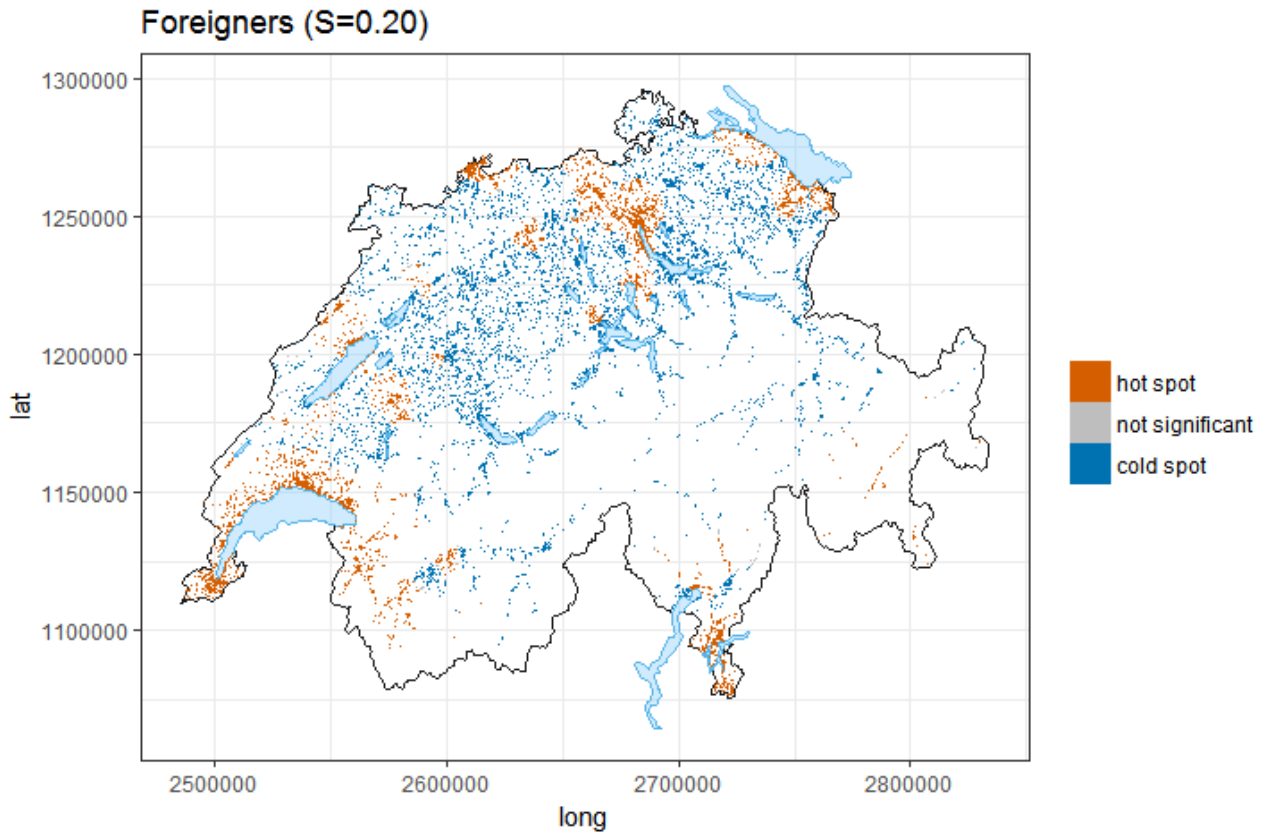 Foreigners (S=0.20)
1300000
1250000
1200000
1150000
1100000
lat
2500000 2600000 2700000 2800000
long
hot spot
not significant
cold spot